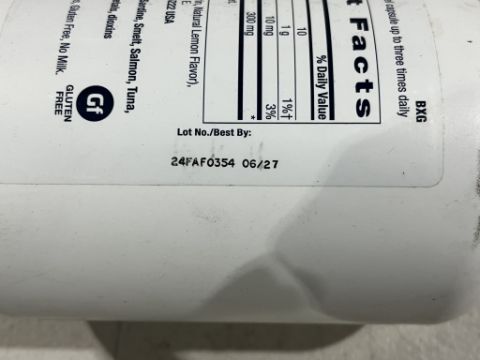 BXG
capsule up to three times daily
t Facts
% Daily Value
10
1 g 1%†
10 mg 3%
300 mg *
Natural Lemon Flavor),
E.
22 USA
Smelt, Salmon, Tuna,
dioxins
Gluten Free, No Milk.
Gf
GLUTEN
FREE
Lot No./Best By:
24FAF0354 06/27